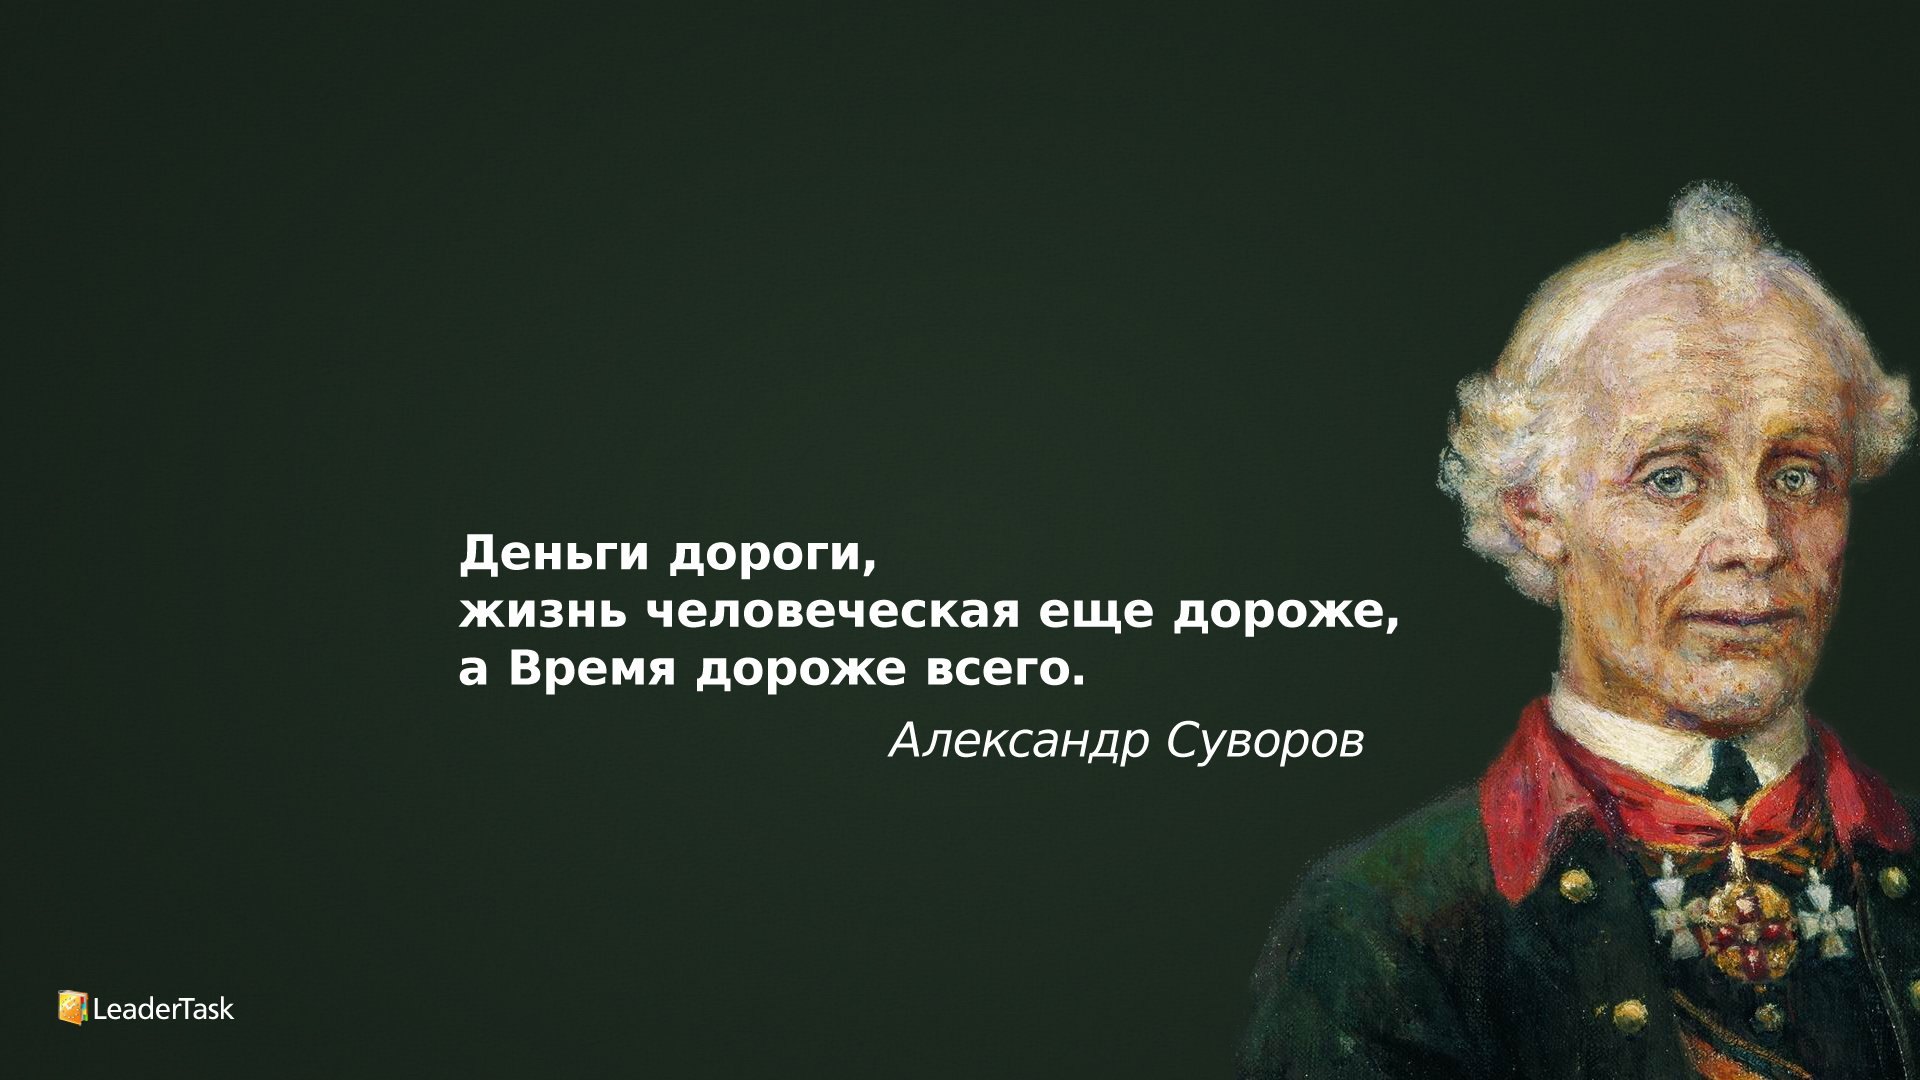 Деньги дороги,
жизнь человеческая еще дороже,
а Время дороже всего.
Александр Суворов
LeaderTask